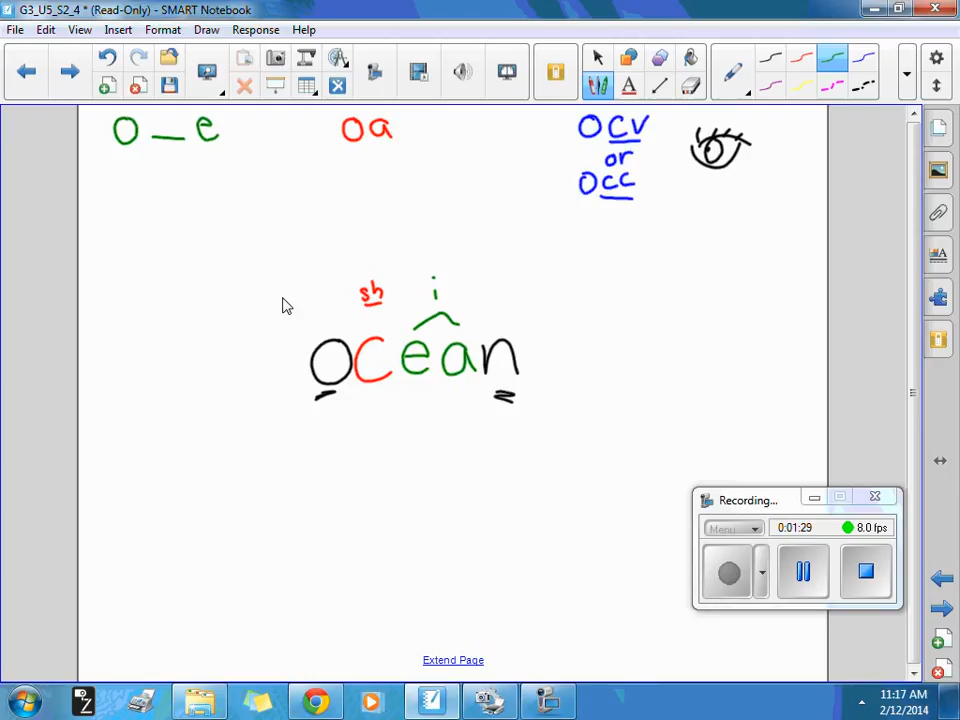 G3_U5_S2_4 * (Read-Only) - SMART Notebook
File Edit View Insert Format Draw Response Help
o _ e oa ocv
or
occ
sh i
ocean
Recording...
Menu 0:01:29 8.0 fps
Extend Page
11:17 AM
2/12/2014